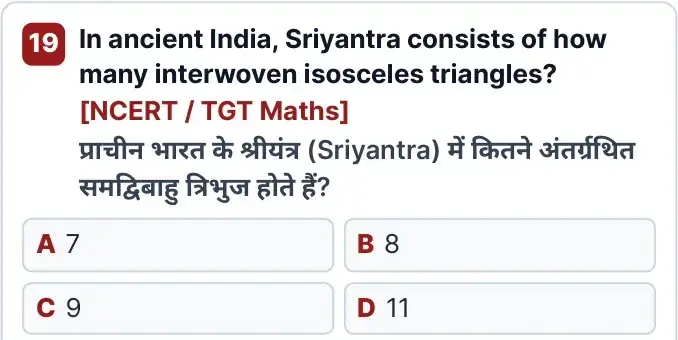 19 In ancient India, Sriyantra consists of how
many interwoven isosceles triangles?
[NCERT / TGT Maths]
प्राचीन भारत के श्रीयंत्र (Sriyantra) में कितने अंतर्ग्रथित
समद्विबाहु त्रिभुज होते हैं?
A 7
B 8
C 9
D 11